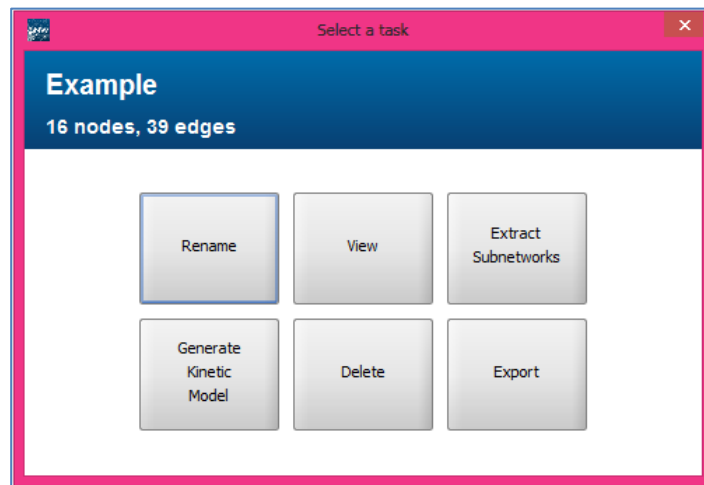 Select a task
Example
16 nodes, 39 edges
Rename
View
Extract
Subnetworks
Generate
Kinetic
Model
Delete
Export